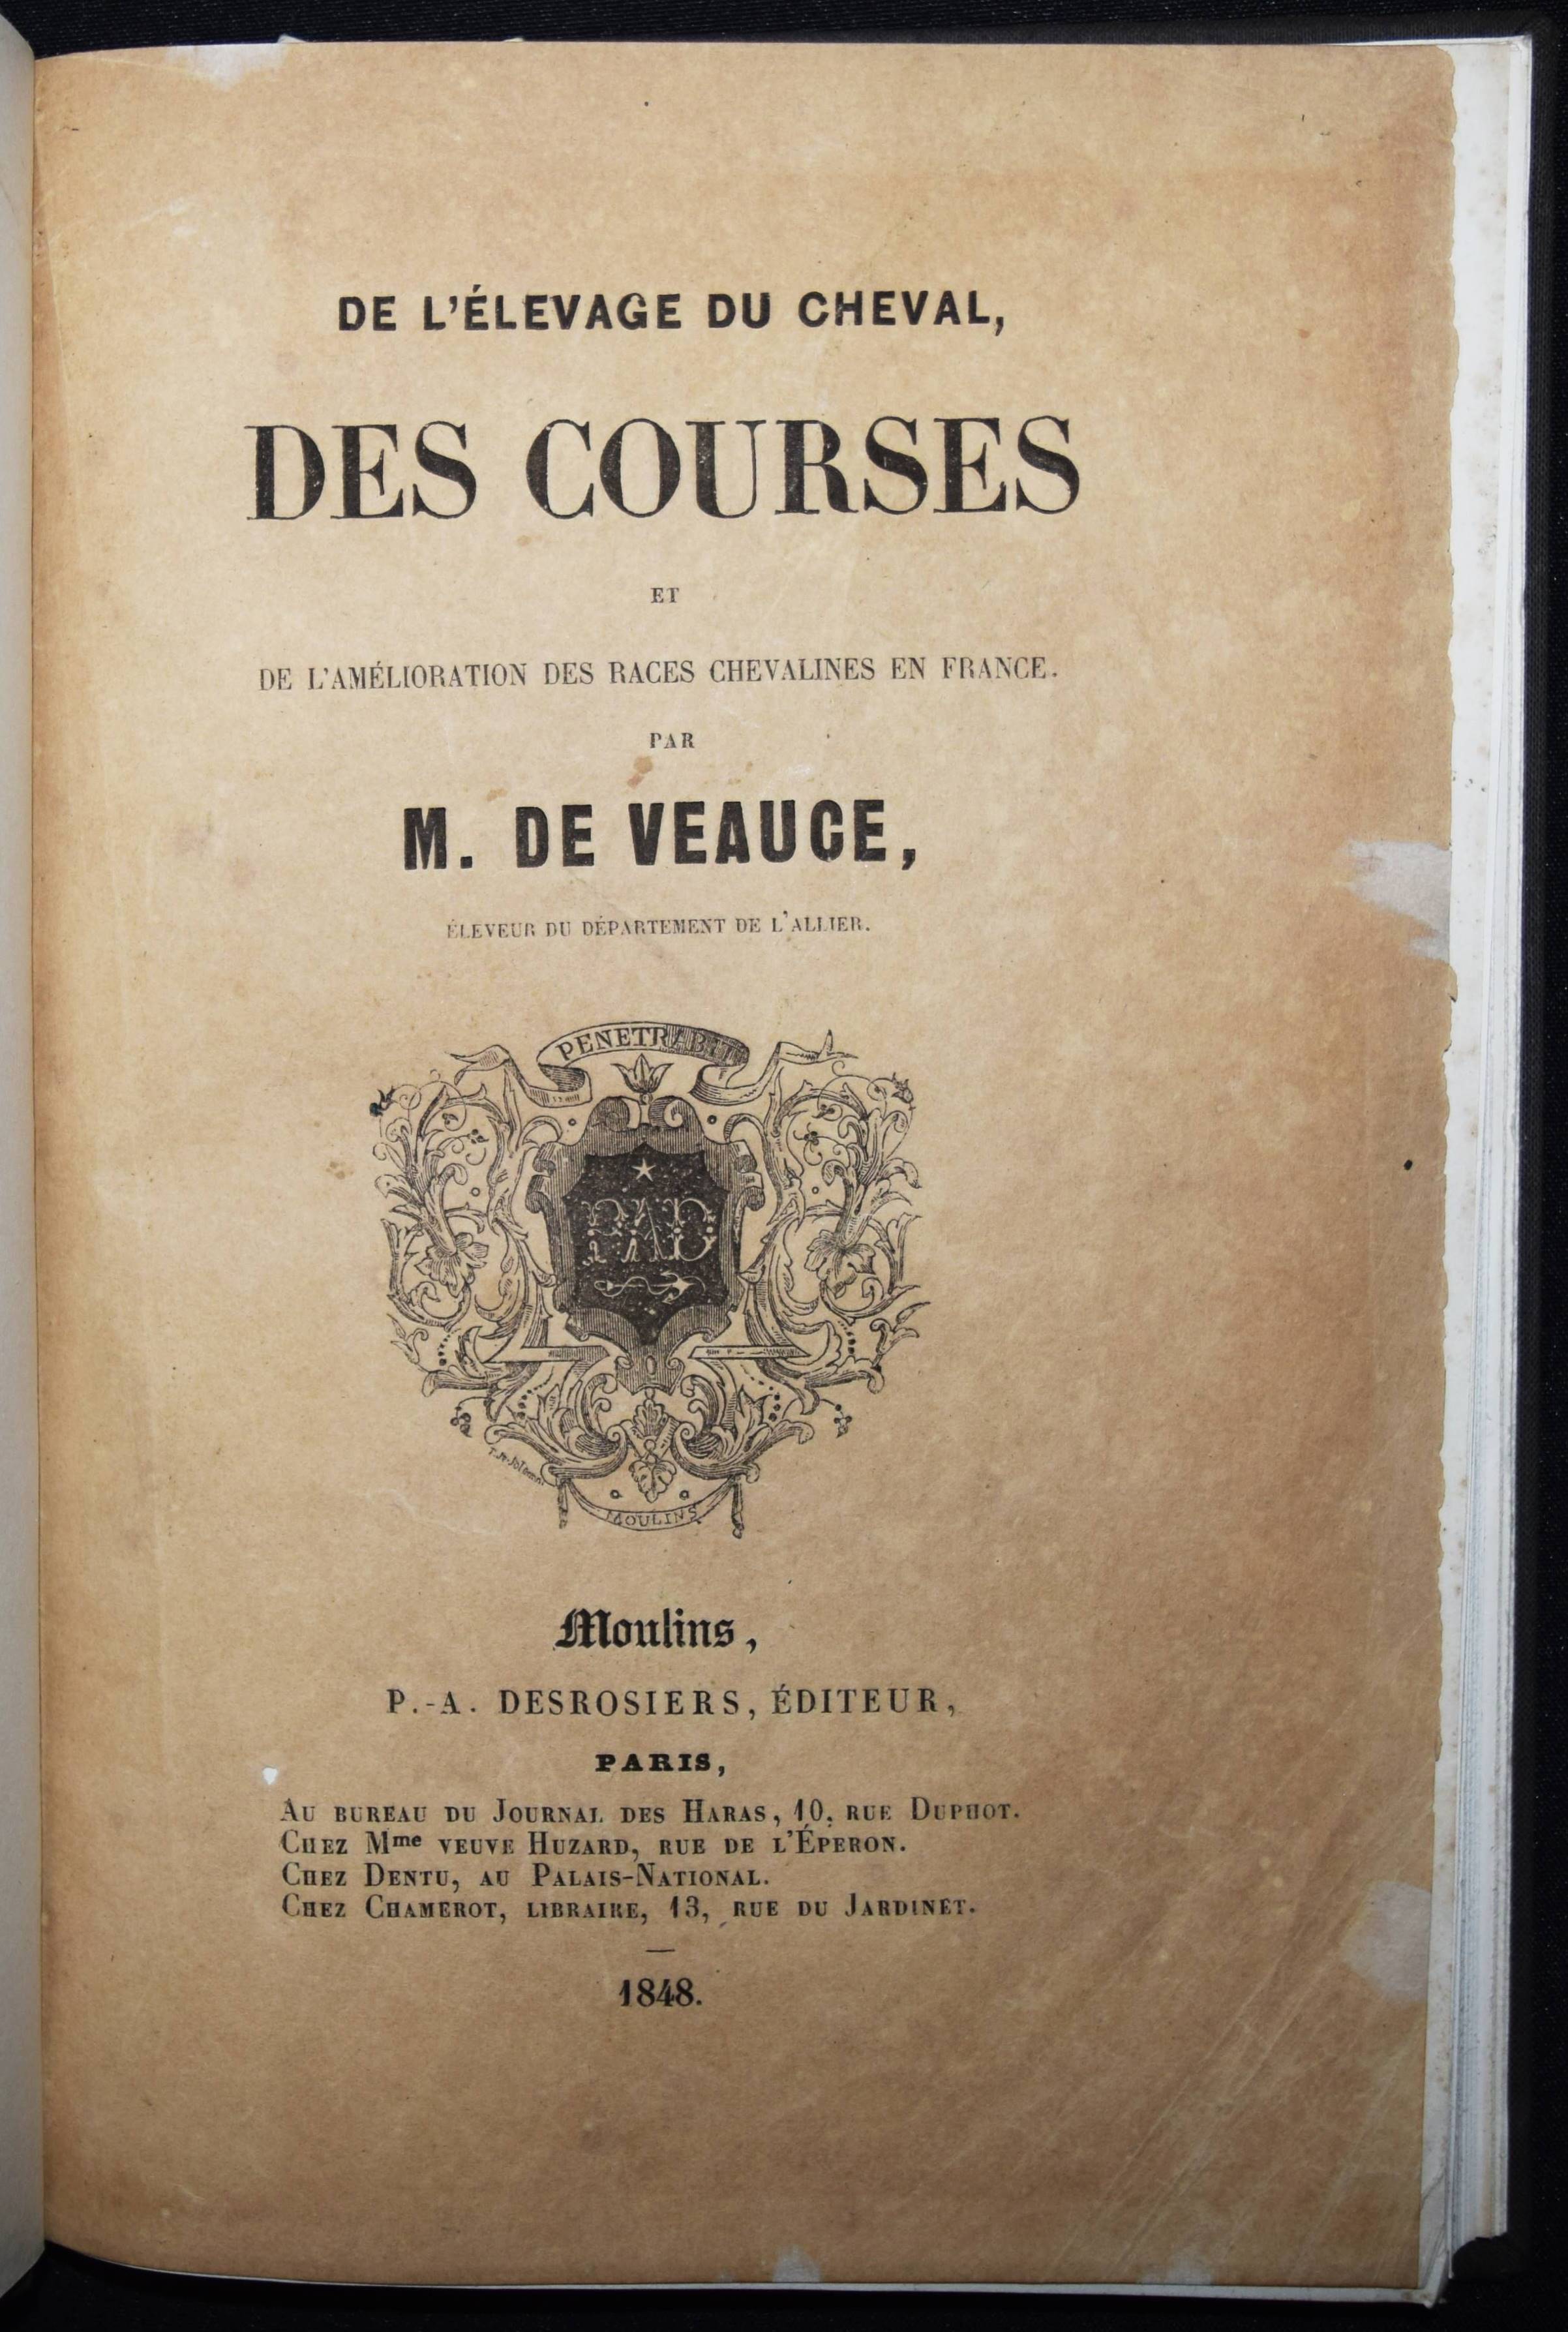 DE L'ÉLEVAGE DU CHEVAL,
DES COURSES
ET
DE L'AMÉLIORATION DES RACES CHEVALINES EN FRANCE.
PAR
M. DE VEAUCE,
ÉLEVEUR DU DÉPARTEMENT DE L'ALLIER.
PENETRABIT
MOULINS
Moulins,
P.-A. DESROSIERS, ÉDITEUR,
PARIS,
AU BUREAU DU JOURNAL DES HARAS, 10, RUE DUPHOT.
CHEZ Mme VEUVE HUZARD, RUE DE L'ÉPERON.
CHEZ DENTU, AU PALAIS-NATIONAL.
CHEZ CHAMEROT, LIBRAIRE, 13, RUE DU JARDINET.
1848.